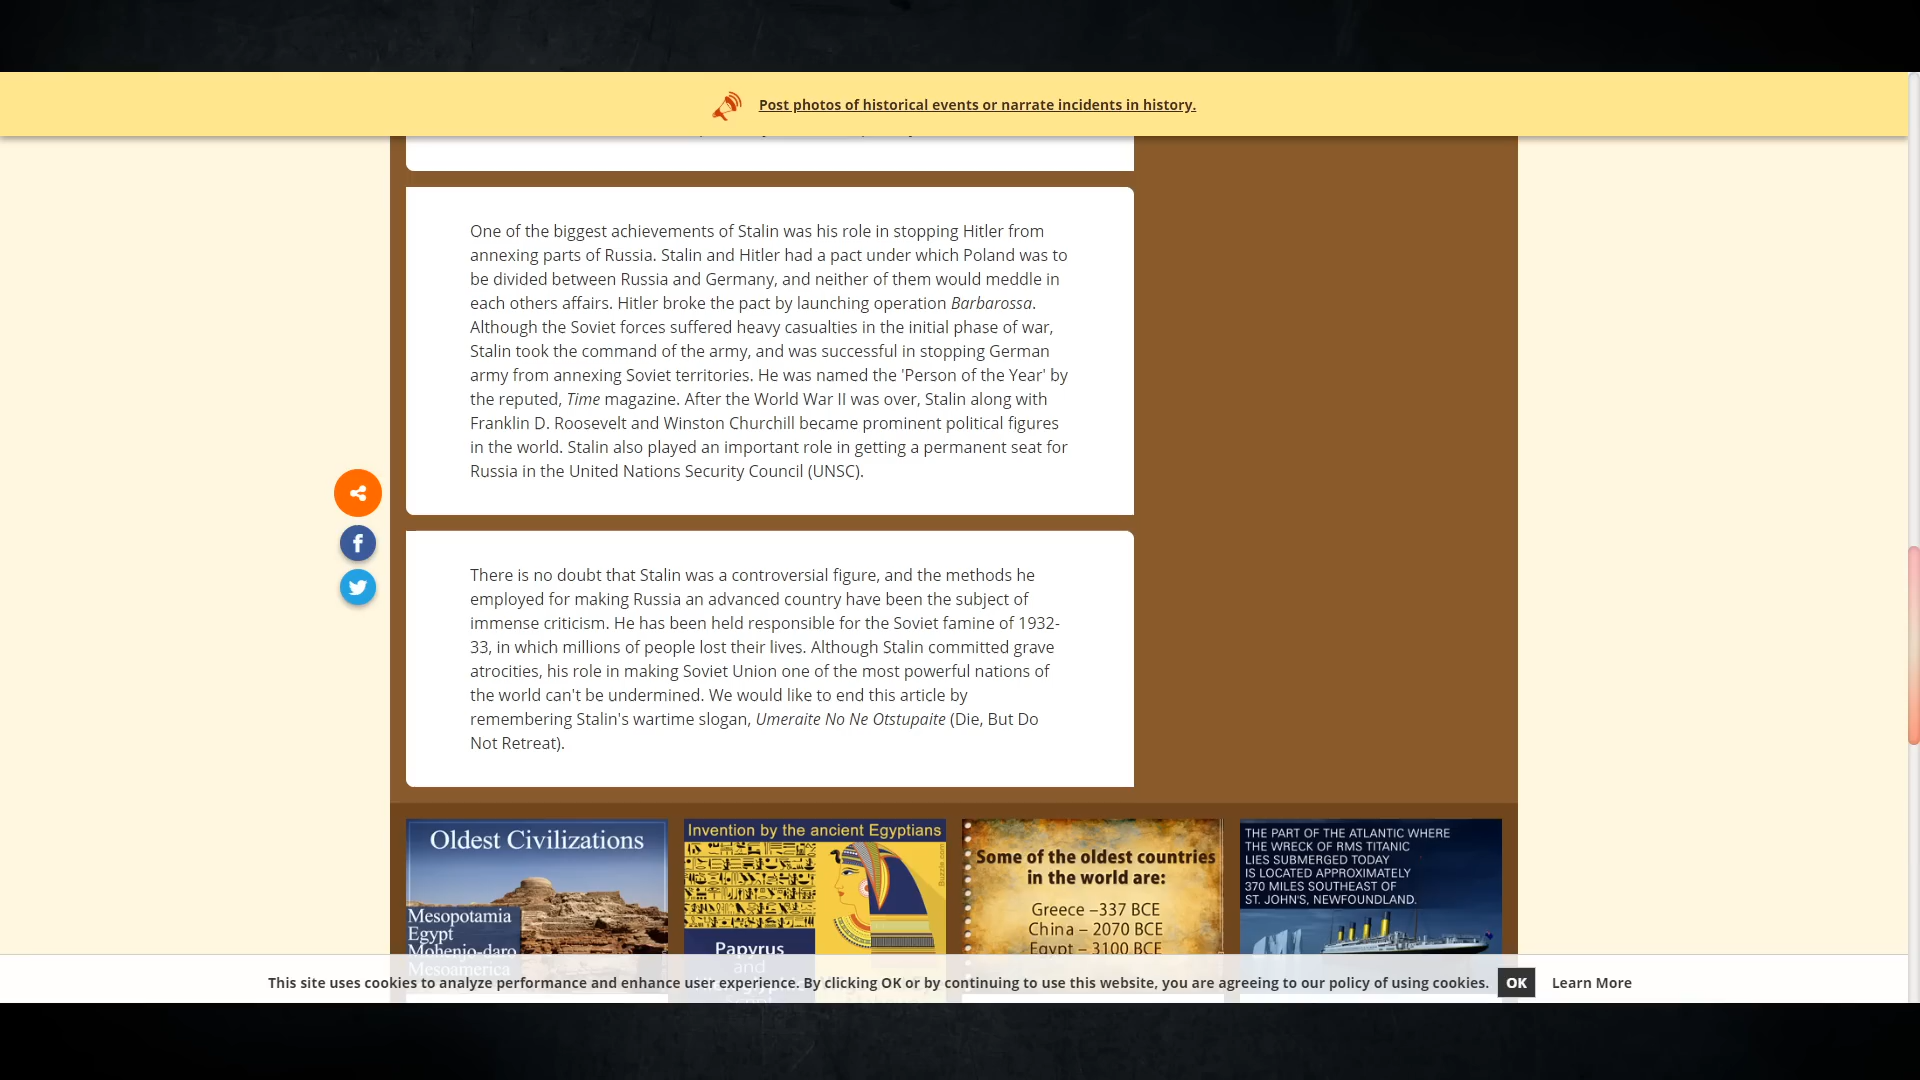 Post photos of historical events or narrate incidents in history.
One of the biggest achievements of Stalin was his role in stopping Hitler from
annexing parts of Russia. Stalin and Hitler had a pact under which Poland was to
be divided between Russia and Germany, and neither of them would meddle in
each others affairs. Hitler broke the pact by launching operation Barbarossa.
Although the Soviet forces suffered heavy casualties in the initial phase of war,
Stalin took the command of the army, and was successful in stopping German
army from annexing Soviet territories. He was named the 'Person of the Year' by
the reputed, Time magazine. After the World War II was over, Stalin along with
Franklin D. Roosevelt and Winston Churchill became prominent political figures
in the world. Stalin also played an important role in getting a permanent seat for
Russia in the United Nations Security Council (UNSC).
There is no doubt that Stalin was a controversial figure, and the methods he
employed for making Russia an advanced country have been the subject of
immense criticism. He has been held responsible for the Soviet famine of 1932-
33, in which millions of people lost their lives. Although Stalin committed grave
atrocities, his role in making Soviet Union one of the most powerful nations of
the world can't be undermined. We would like to end this article by
remembering Stalin's wartime slogan, Umeraite No Ne Otstupaite (Die, But Do
Not Retreat).
Oldest Civilizations
Mesopotamia
Egypt
Mohenjo-daro
Mesoamerica
Invention by the ancient Egyptians
Buzzle.com
Papyrus
and
Some of the oldest countries
in the world are:
Greece –337 BCE
China – 2070 BCE
Egypt – 3100 BCE
THE PART OF THE ATLANTIC WHERE
THE WRECK OF RMS TITANIC
LIES SUBMERGED TODAY
IS LOCATED APPROXIMATELY
370 MILES SOUTHEAST OF
ST. JOHN'S, NEWFOUNDLAND.
This site uses cookies to analyze performance and enhance user experience. By clicking OK or by continuing to use this website, you are agreeing to our policy of using cookies.
OK
Learn More